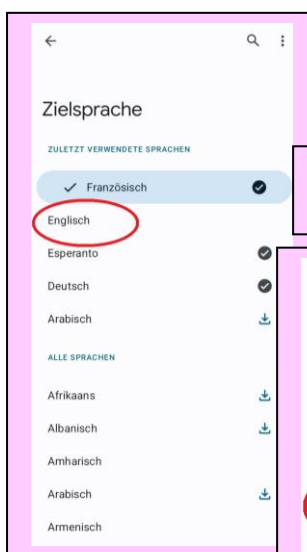 Zielsprache
ZULETZT VERWENDETE SPRACHEN
Französisch
Englisch
Esperanto
Deutsch
Arabisch
ALLE SPRACHEN
Afrikaans
Albanisch
Amharisch
Arabisch
Armenisch